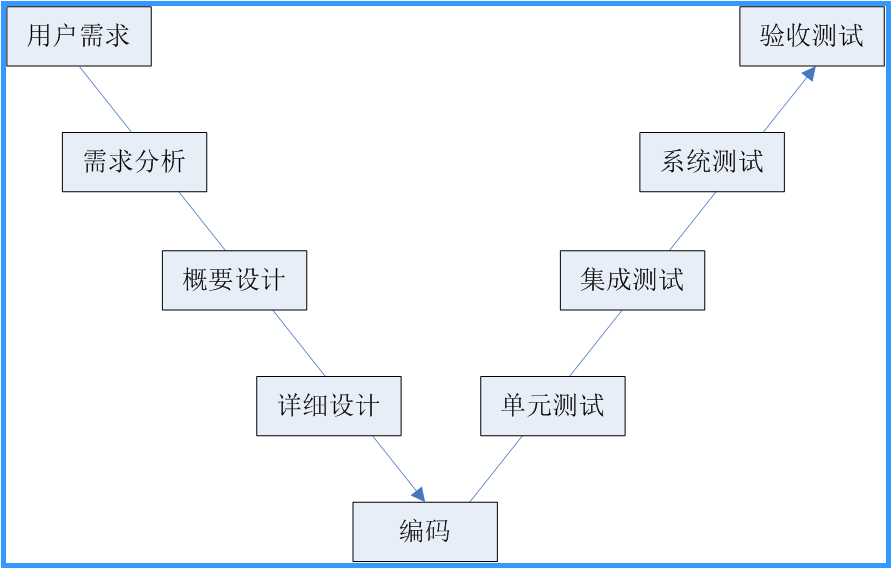 用户需求
验收测试
需求分析
系统测试
概要设计
集成测试
详细设计
单元测试
编码